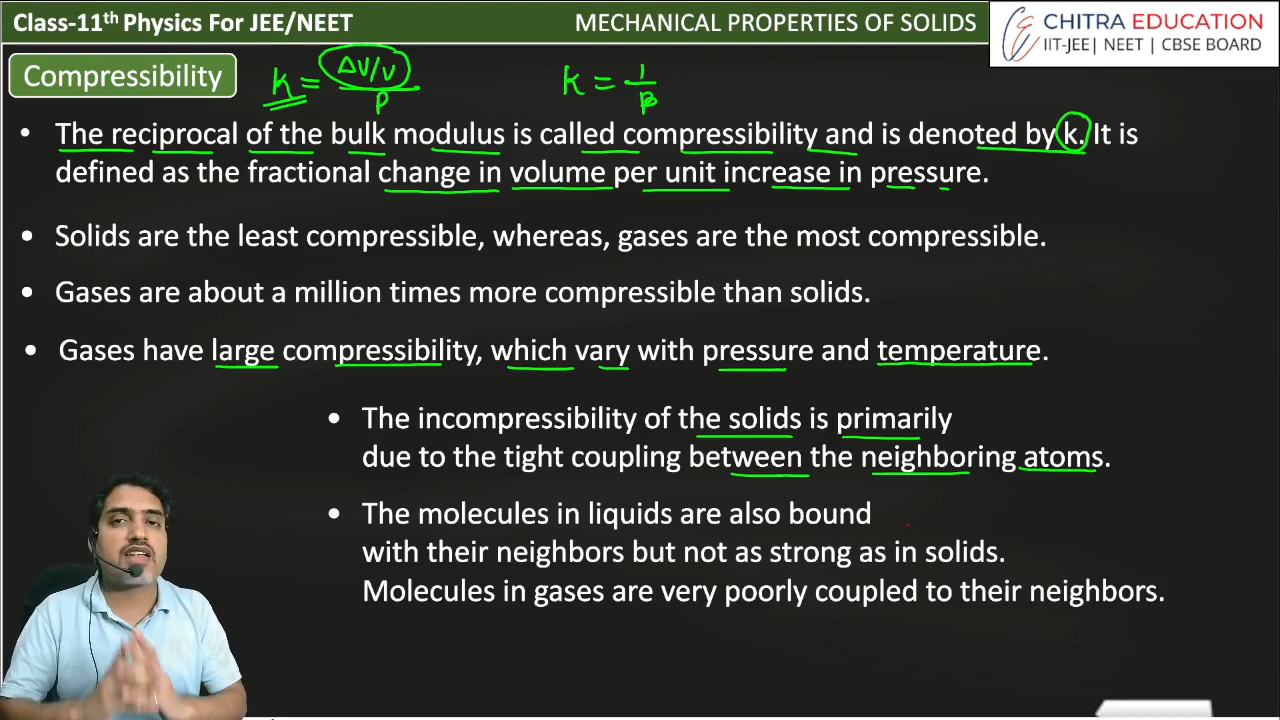 Class-11th Physics For JEE/NEET
MECHANICAL PROPERTIES OF SOLIDS
CHITRA EDUCATION
IIT-JEE| NEET | CBSE BOARD
Compressibility
k = ΔV/V / P
k = 1 / B
• The reciprocal of the bulk modulus is called compressibility and is denoted by k. It is
defined as the fractional change in volume per unit increase in pressure.
• Solids are the least compressible, whereas, gases are the most compressible.
• Gases are about a million times more compressible than solids.
• Gases have large compressibility, which vary with pressure and temperature.
• The incompressibility of the solids is primarily
due to the tight coupling between the neighboring atoms.
• The molecules in liquids are also bound
with their neighbors but not as strong as in solids.
Molecules in gases are very poorly coupled to their neighbors.